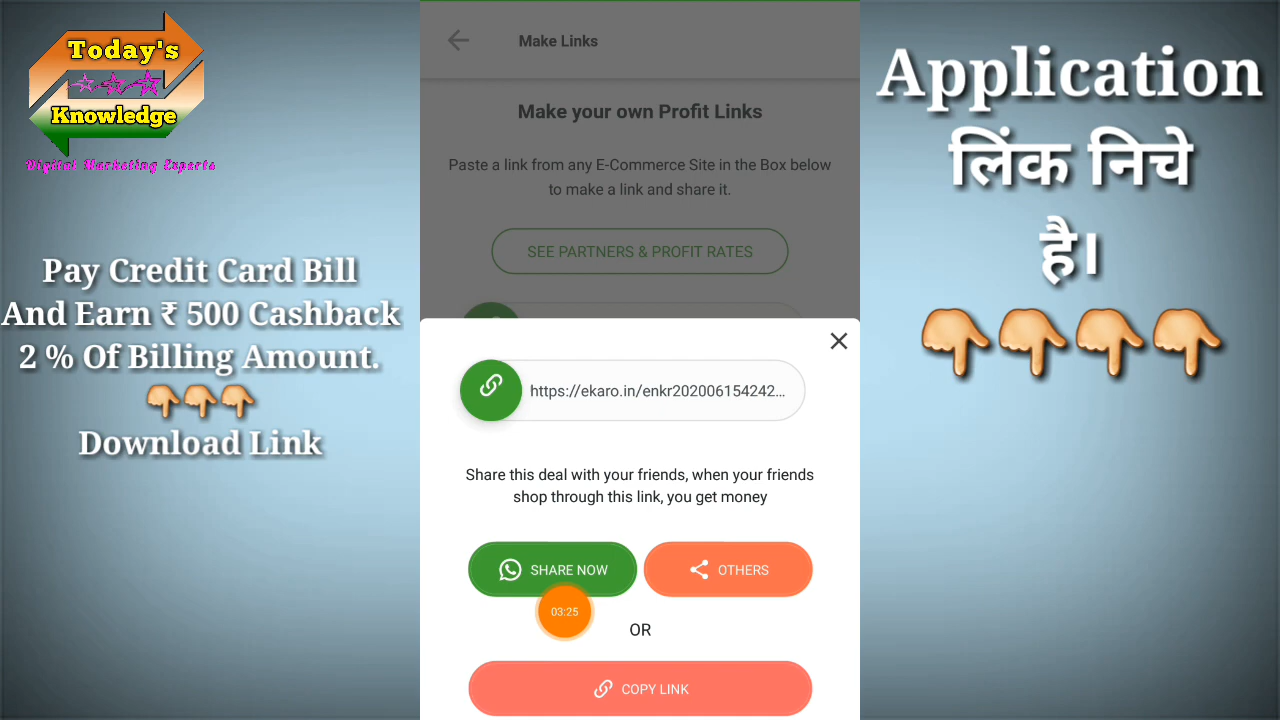 Today's
Knowledge
Digital Marketing Experts
Pay Credit Card Bill
And Earn ₹ 500 Cashback
2 % Of Billing Amount.
👇👇👇
Download Link
Make Links
Make your own Profit Links
Paste a link from any E-Commerce Site in the Box below
to make a link and share it.
SEE PARTNERS & PROFIT RATES
https://ekaro.in/enkr202006154242...
Share this deal with your friends, when your friends
shop through this link, you get money
SHARE NOW
OTHERS
03:25
OR
COPY LINK
Application
लिंक निचे
है।
👇👇👇👇